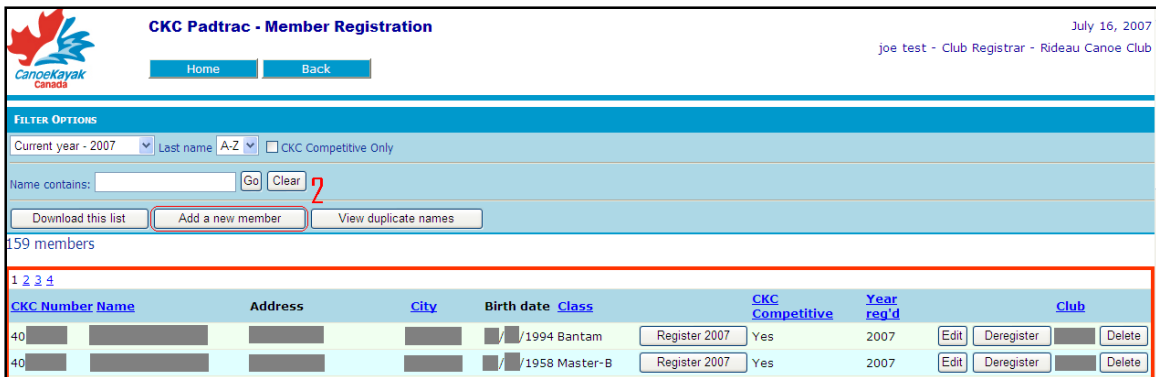 CKC Padtrac - Member Registration
July 16, 2007
joe test - Club Registrar - Rideau Canoe Club
CanoeKayak
Canada
Home Back
FILTER OPTIONS
Current year - 2007 Last name A-Z CKC Competitive Only
Name contains: Go Clear 2
Download this list Add a new member View duplicate names
159 members
1 2 3 4
CKC Number Name Address City Birth date Class CKC Competitive Year reg'd Club
40 / /1994 Bantam Register 2007 Yes 2007 Edit Deregister Delete
40 / /1958 Master-B Register 2007 Yes 2007 Edit Deregister Delete